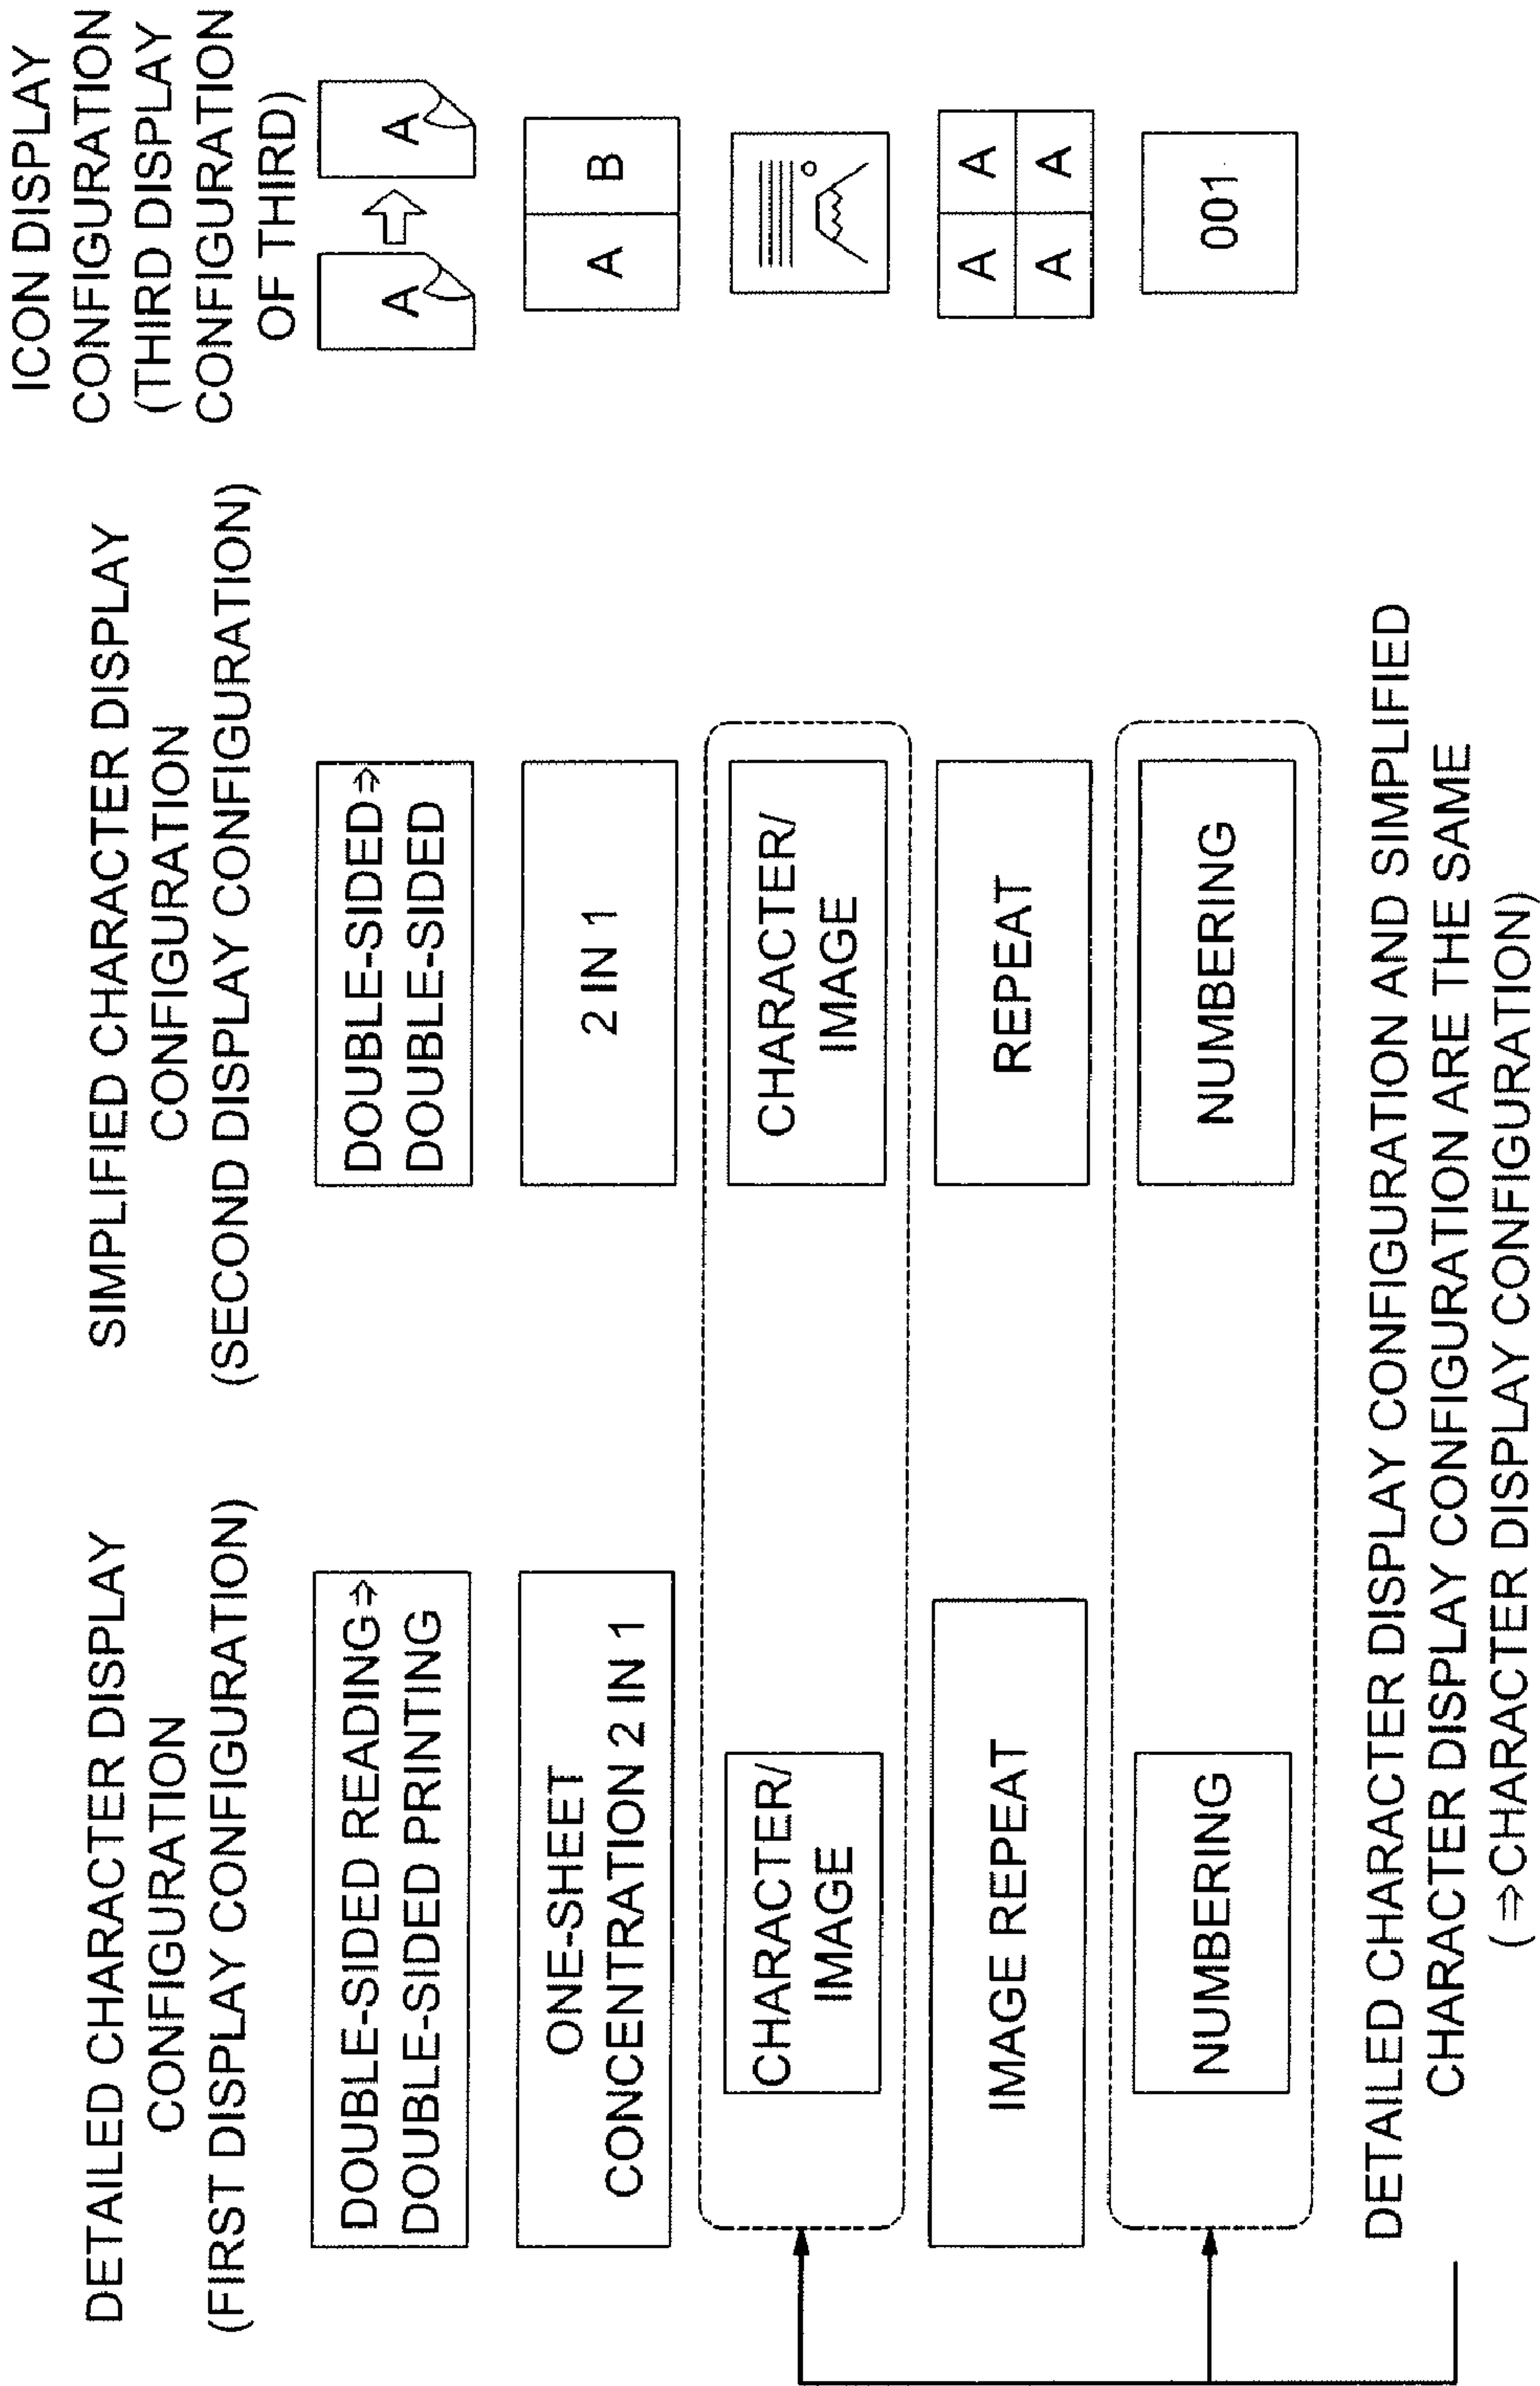 DETAILED CHARACTER DISPLAY
CONFIGURATION
(FIRST DISPLAY CONFIGURATION)
SIMPLIFIED CHARACTER DISPLAY
CONFIGURATION
(SECOND DISPLAY CONFIGURATION)
ICON DISPLAY
CONFIGURATION
(THIRD DISPLAY
CONFIGURATION
OF THIRD)
DOUBLE-SIDED READING⇒
DOUBLE-SIDED PRINTING
DOUBLE-SIDED⇒
DOUBLE-SIDED
A A
ONE-SHEET
CONCENTRATION 2 IN 1
2 IN 1
A B
CHARACTER/
IMAGE
CHARACTER/
IMAGE
IMAGE REPEAT
REPEAT
A A
A A
NUMBERING
NUMBERING
001
DETAILED CHARACTER DISPLAY CONFIGURATION AND SIMPLIFIED
CHARACTER DISPLAY CONFIGURATION ARE THE SAME
(⇒CHARACTER DISPLAY CONFIGURATION)